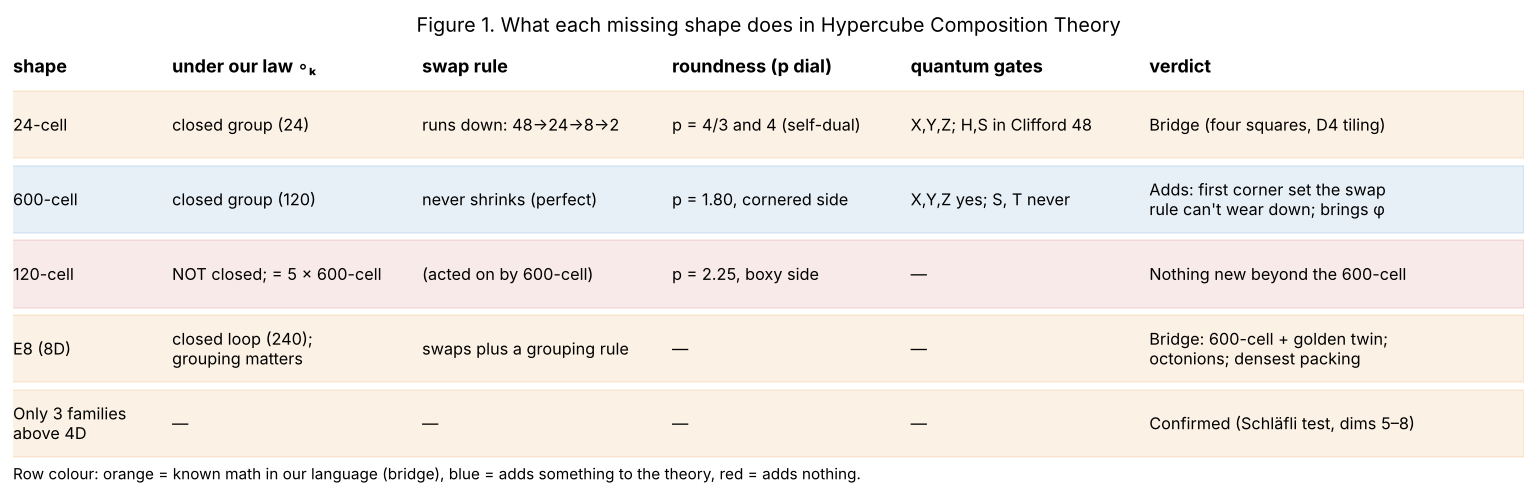 Figure 1. What each missing shape does in Hypercube Composition Theory
shape under our law ∘ₖ swap rule roundness (p dial) quantum gates verdict
24-cell closed group (24) runs down: 48→24→8→2 p = 4/3 and 4 (self-dual) X,Y,Z; H,S in Clifford 48 Bridge (four squares, D4 tiling)
600-cell closed group (120) never shrinks (perfect) p = 1.80, cornered side X,Y,Z yes; S, T never Adds: first corner set the swap
rule can't wear down; brings φ
120-cell NOT closed; = 5 × 600-cell (acted on by 600-cell) p = 2.25, boxy side — Nothing new beyond the 600-cell
E8 (8D) closed loop (240);
grouping matters swaps plus a grouping rule — — Bridge: 600-cell + golden twin;
octonions; densest packing
Only 3 families
above 4D — — — — Confirmed (Schläfli test, dims 5–8)
Row colour: orange = known math in our language (bridge), blue = adds something to the theory, red = adds nothing.